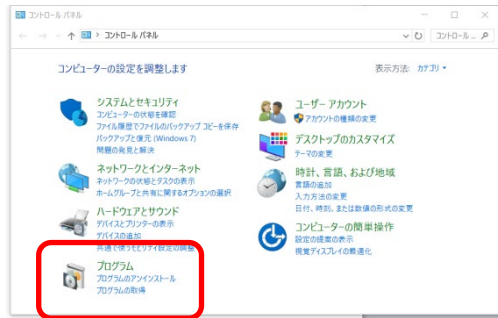 コントロール パネル
コントロール パネル
コントロール ...
コンピューターの設定を調整します
表示方法: カテゴリ
システムとセキュリティ
コンピューターの状態を確認
ファイル履歴でファイルのバックアップ コピーを保存
バックアップと復元 (Windows 7)
問題の発見と解決
ネットワークとインターネット
ネットワークの状態とタスクの表示
ホームグループと共有に関するオプションの選択
ハードウェアとサウンド
デバイスとプリンターの表示
デバイスの追加
共通で使うモビリティ設定の調整
プログラム
プログラムのアンインストール
プログラムの取得
ユーザー アカウント
アカウントの種類の変更
デスクトップのカスタマイズ
テーマの変更
時計、言語、および地域
言語の追加
入力方法の変更
日付、時刻、または数値の形式の変更
コンピューターの簡単操作
設定の提案の表示
視覚ディスプレイの最適化